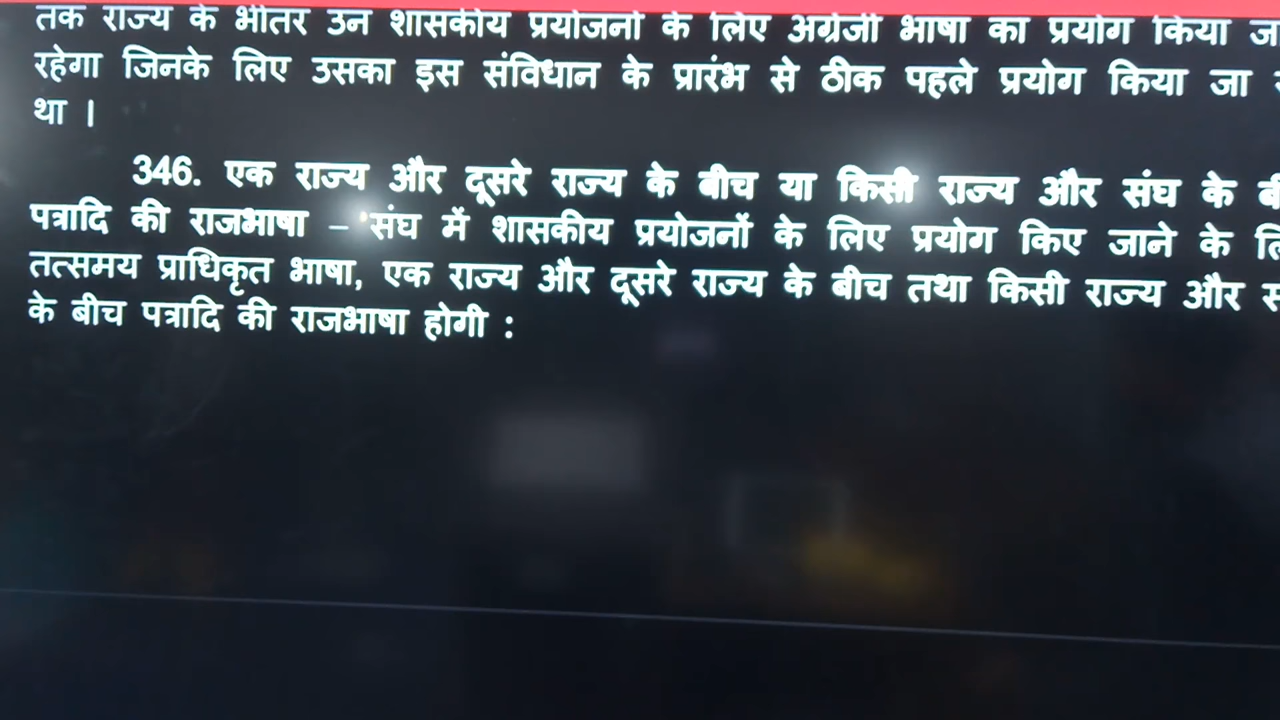 तक राज्य के भीतर उन शासकीय प्रयोजनों के लिए अंग्रेजी भाषा का प्रयोग किया
रहेगा जिनके लिए उसका इस संविधान के प्रारंभ से ठीक पहले प्रयोग किया जा
था ।
346. एक राज्य और दूसरे राज्य के बीच या किसी राज्य और संघ के
पत्रादि की राजभाषा – संघ में शासकीय प्रयोजनों के लिए प्रयोग किए जाने के
तत्समय प्राधिकृत भाषा, एक राज्य और दूसरे राज्य के बीच तथा किसी राज्य और
के बीच पत्रादि की राजभाषा होगी :